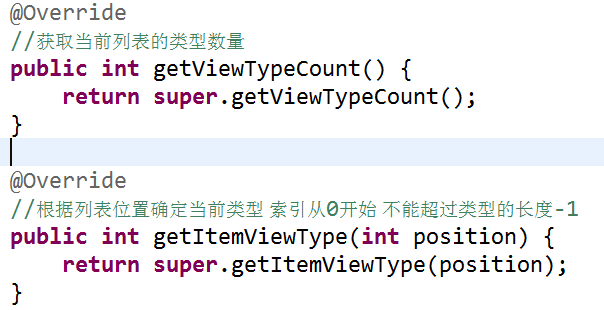 @Override
//获取当前列表的类型数量
public int getViewTypeCount() {
    return super.getViewTypeCount();
}
@Override
//根据列表位置确定当前类型 索引从0开始 不能超过类型的长度-1
public int getItemViewType(int position) {
    return super.getItemViewType(position);
}